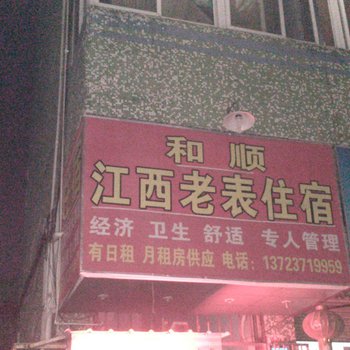 和 顺
江西老表住宿
经济 卫生 舒适 专人管理
有日租 月租房供应 电话：13723719959